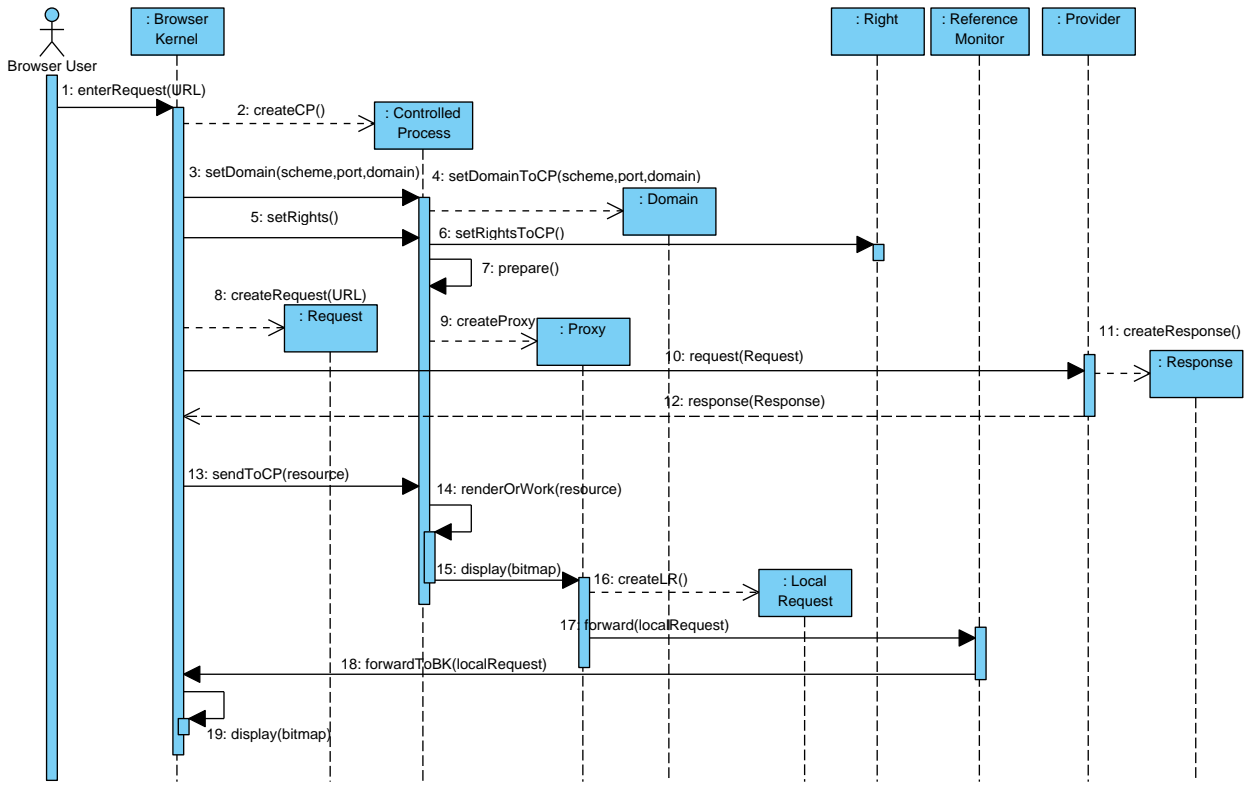 : Browser
Kernel
: Right
: Reference
Monitor
: Provider
Browser User
1: enterRequest(URL)
2: createCP()
: Controlled
Process
3: setDomain(scheme,port,domain)
4: setDomainToCP(scheme,port,domain)
: Domain
5: setRights()
6: setRightsToCP()
7: prepare()
8: createRequest(URL)
: Request
9: createProxy
: Proxy
11: createResponse()
10: request(Request)
: Response
12: response(Response)
13: sendToCP(resource)
14: renderOrWork(resource)
15: display(bitmap)
16: createLR()
: Local
Request
17: forward(localRequest)
18: forwardToBK(localRequest)
19: display(bitmap)